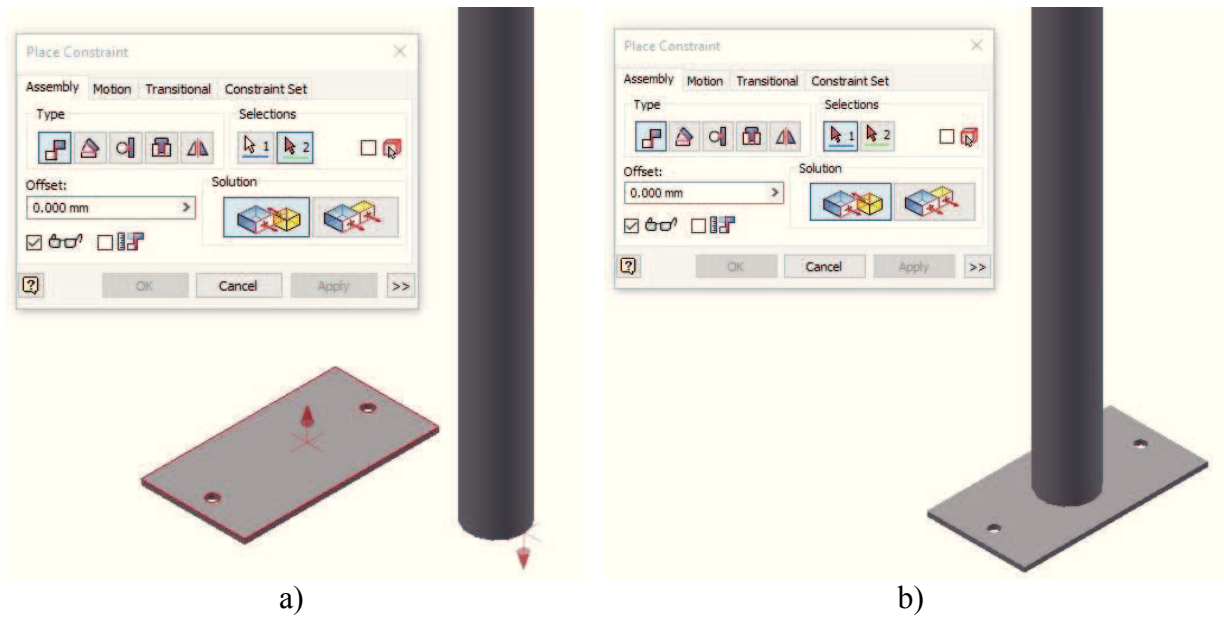 Place Constraint
Assembly Motion Transitional Constraint Set
Type
Selections
1 2
Offset:
Solution
0.000 mm >
?
OK Cancel Apply >>
a)
Place Constraint
Assembly Motion Transitional Constraint Set
Type
Selections
1 2
Offset:
Solution
0.000 mm >
?
OK Cancel Apply >>
b)